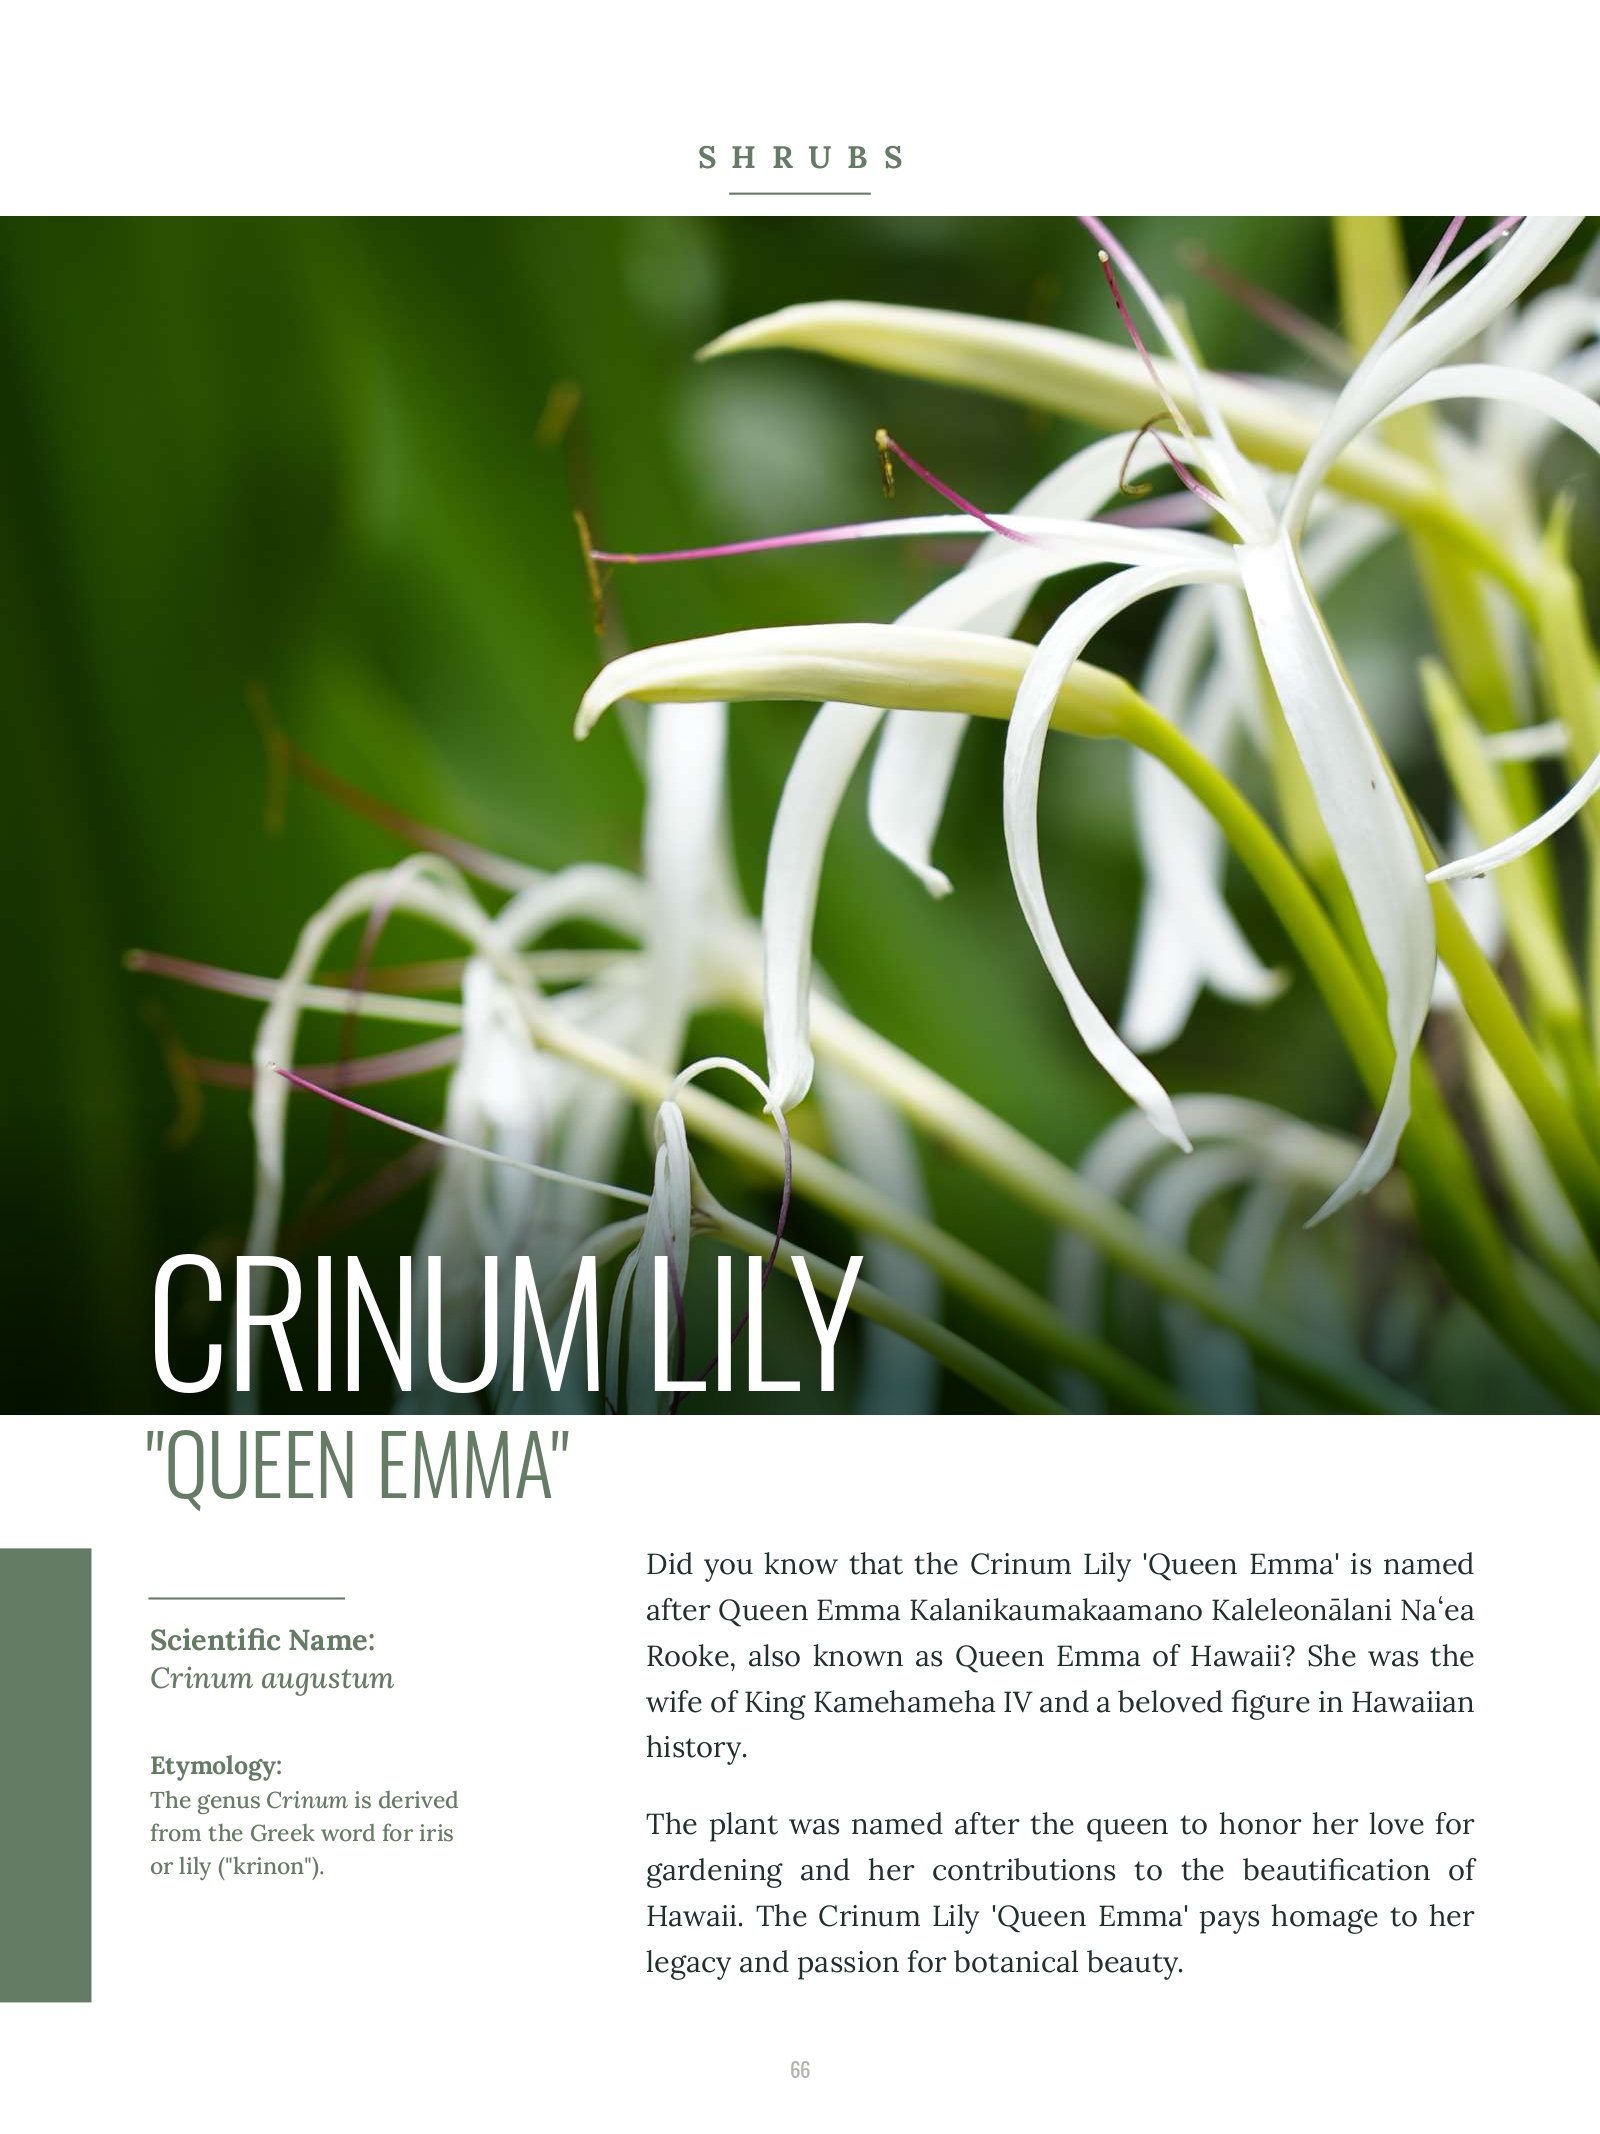 SHRUBS
CRINUM LILY
"QUEEN EMMA"
Scientific Name:
Crinum augustum
Etymology:
The genus Crinum is derived
from the Greek word for iris
or lily ("krinon").
Did you know that the Crinum Lily 'Queen Emma' is named
after Queen Emma Kalanikaumakaamano Kaleleonālani Naʻea
Rooke, also known as Queen Emma of Hawaii? She was the
wife of King Kamehameha IV and a beloved figure in Hawaiian
history.
The plant was named after the queen to honor her love for
gardening and her contributions to the beautification of
Hawaii. The Crinum Lily 'Queen Emma' pays homage to her
legacy and passion for botanical beauty.
66